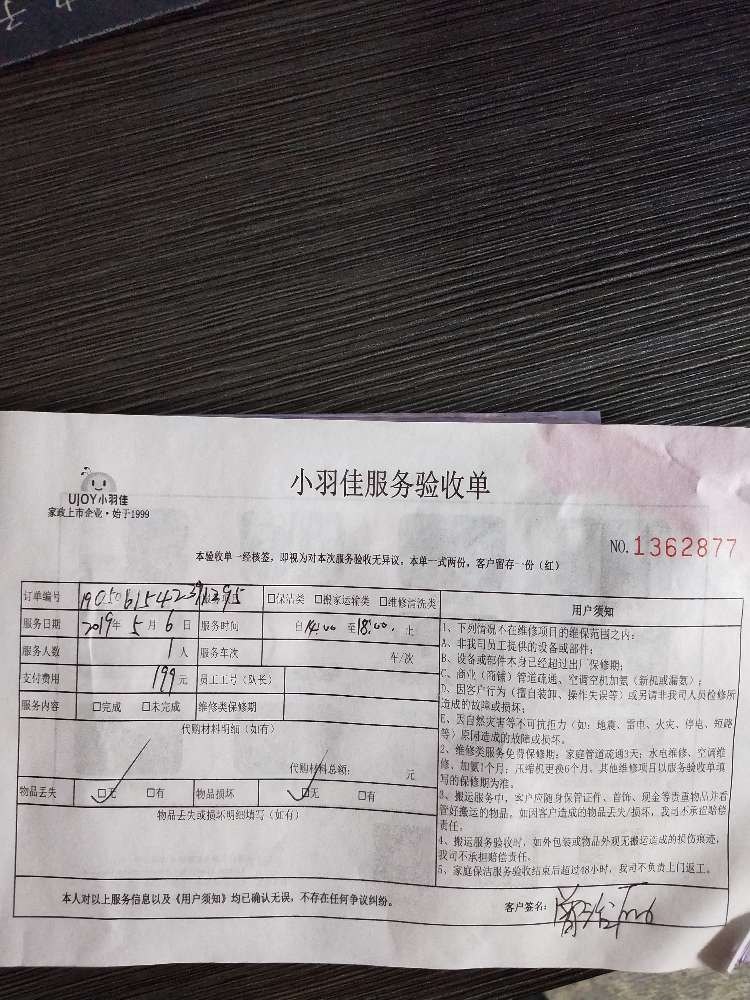 小羽佳服务验收单
UJOY小羽佳
家政上市企业·始于1999
NO.1362877
本验收单一经核签，即视为对本次服务验收无异议。本单一式两份，客户留存一份（红）
订单编号 □保洁类 □搬家运输类 □维修清洗类
服务日期 2019年5月6日 服务时间 自14:00至18:00.止
服务人数 1人 服务车次 车/次
支付费用 199元 员工工号（队长）
服务内容 □完成 □未完成 维修类保修期
代购材料明细（如有）
代购材料总额： 元
物品丢失 □无 □有 物品损坏 □无 □有
物品丢失或损坏明细填写（如有）
用户须知
1、下列情况不在维修项目的维保范围之内：
A、非我司员工提供的设备或部件；
B、设备或部件本身已经超过出厂保修期；
C、商业（商铺）管道疏通、空调空机加氨（新机或漏氨）；
D、因客户行为（擅自装卸、操作失误等）或另请非我司人员检修所
造成的故障或损坏；
E、因自然灾害等不可抗拒力（如：地震、雷电、火灾、停电、短路
等）原因造成的故障或损坏。
2、维修类服务免费保修期：家庭管道疏通3天；水电维修、空调维
修、加氨1个月；压缩机更换6个月，其他维修项目以服务验收单填
写的保修期为准。
3、搬运服务中，客户应随身保管证件、首饰、现金等贵重物品并看
管好搬运的物品。如因客户造成的物品丢失/损坏，我司不承担赔偿
责任。
4、搬运服务验收时，如外包装或物品外观无搬运造成的损伤痕迹，
我司不承担赔偿责任。
5、家庭保洁服务验收结束后超过48小时，我司不负责上门返工。
本人对以上服务信息以及《用户须知》均已确认无误，不存在任何争议纠纷。
客户签名：